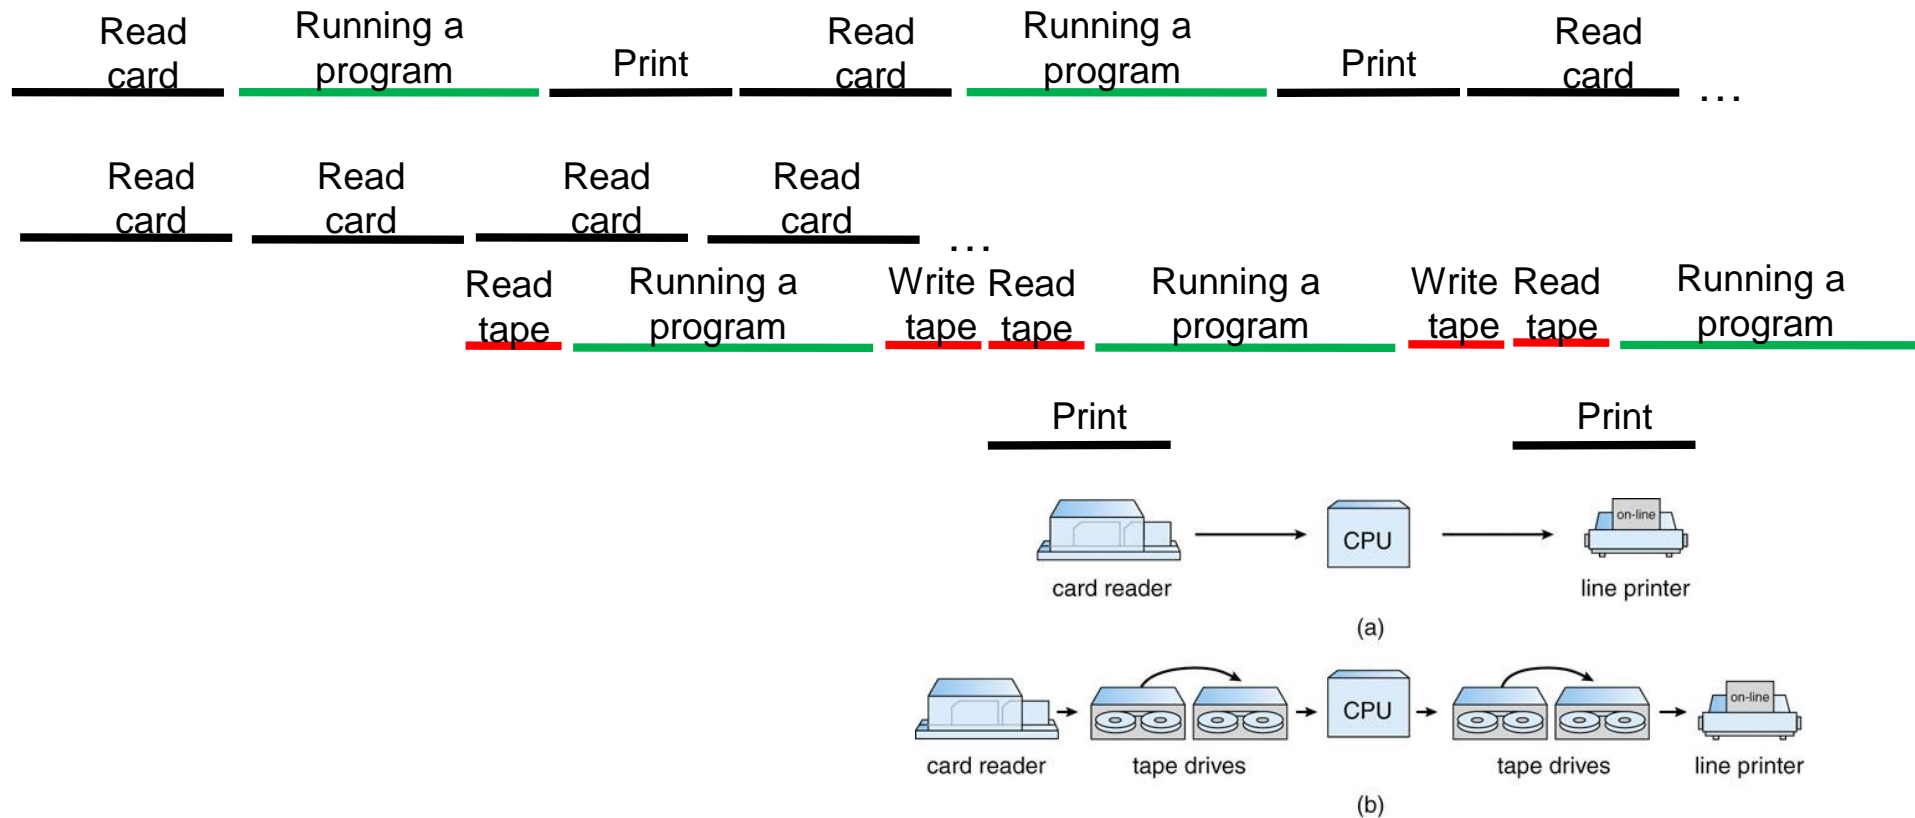 Read Running a Read Running a Read
card program Print card program Print card ...
Read Read Read Read
card card card card ...
Read Running a Write Read Running a Write Read Running a
tape program tape tape program tape tape program
Print Print
CPU on-line
card reader line printer
(a)
CPU on-line
card reader tape drives tape drives line printer
(b)